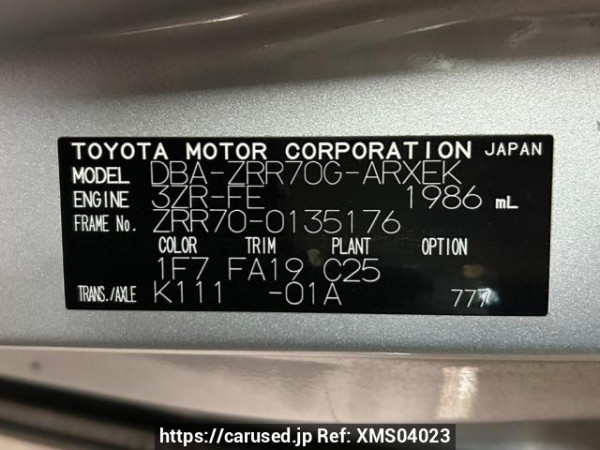 TOYOTA MOTOR CORPORATION JAPAN
MODEL DBA-ZRR70G-ARXEK
ENGINE 3ZR-FE 1986 mL
FRAME No. ZRR70-0135176
COLOR TRIM PLANT OPTION
1F7 FA19 C25
TRANS./AXLE K111 -01A 777
https://carused.jp Ref: XMS04023